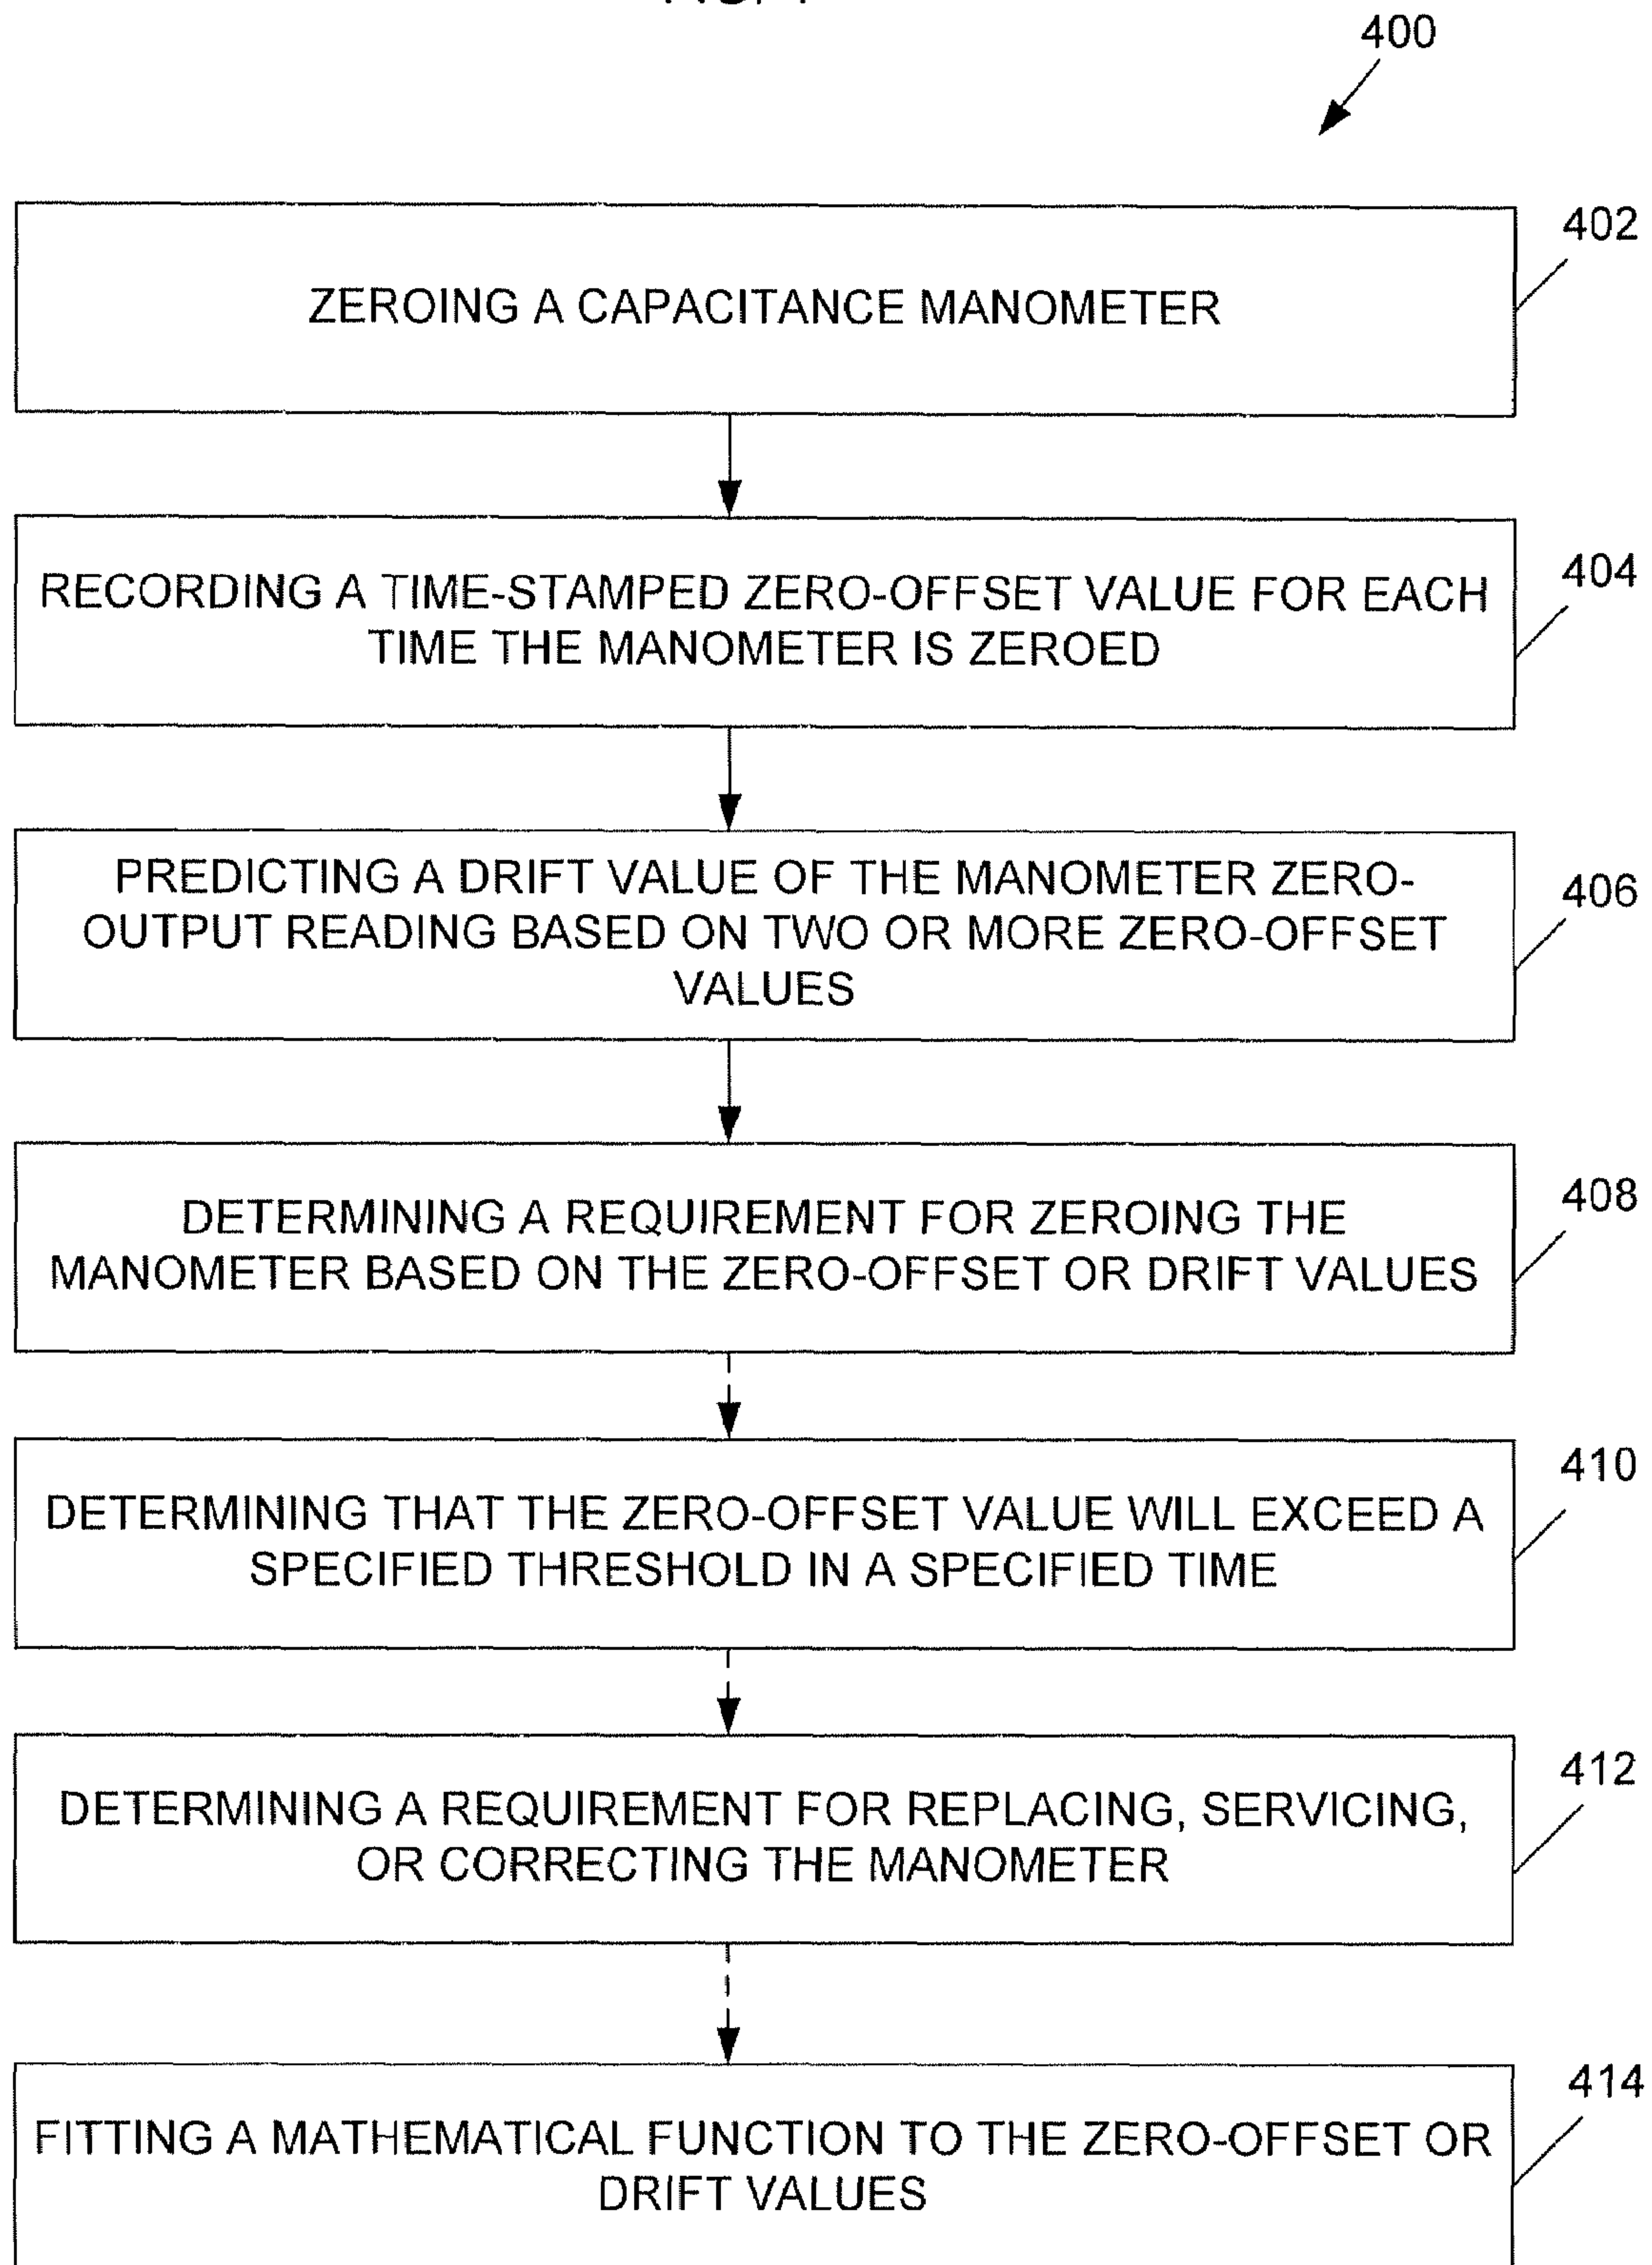 400
402
ZEROING A CAPACITANCE MANOMETER
404
RECORDING A TIME-STAMPED ZERO-OFFSET VALUE FOR EACH
TIME THE MANOMETER IS ZEROED
406
PREDICTING A DRIFT VALUE OF THE MANOMETER ZERO-
OUTPUT READING BASED ON TWO OR MORE ZERO-OFFSET
VALUES
408
DETERMINING A REQUIREMENT FOR ZEROING THE
MANOMETER BASED ON THE ZERO-OFFSET OR DRIFT VALUES
410
DETERMINING THAT THE ZERO-OFFSET VALUE WILL EXCEED A
SPECIFIED THRESHOLD IN A SPECIFIED TIME
412
DETERMINING A REQUIREMENT FOR REPLACING, SERVICING,
OR CORRECTING THE MANOMETER
414
FITTING A MATHEMATICAL FUNCTION TO THE ZERO-OFFSET OR
DRIFT VALUES